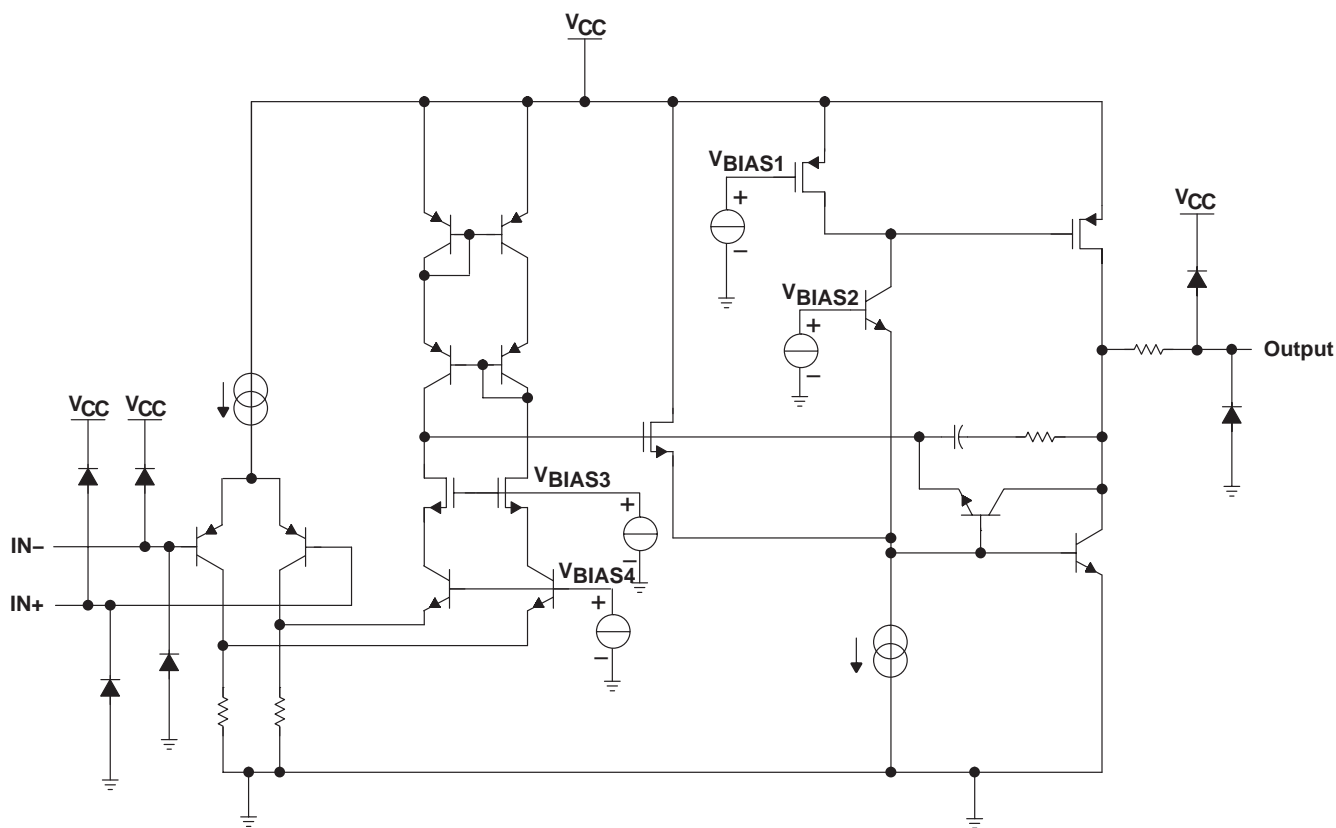 VCC
VBIAS1
+
−
VCC
VBIAS2
+
−
Output
VCC
VCC
VBIAS3
+
−
IN−
VBIAS4
+
−
IN+